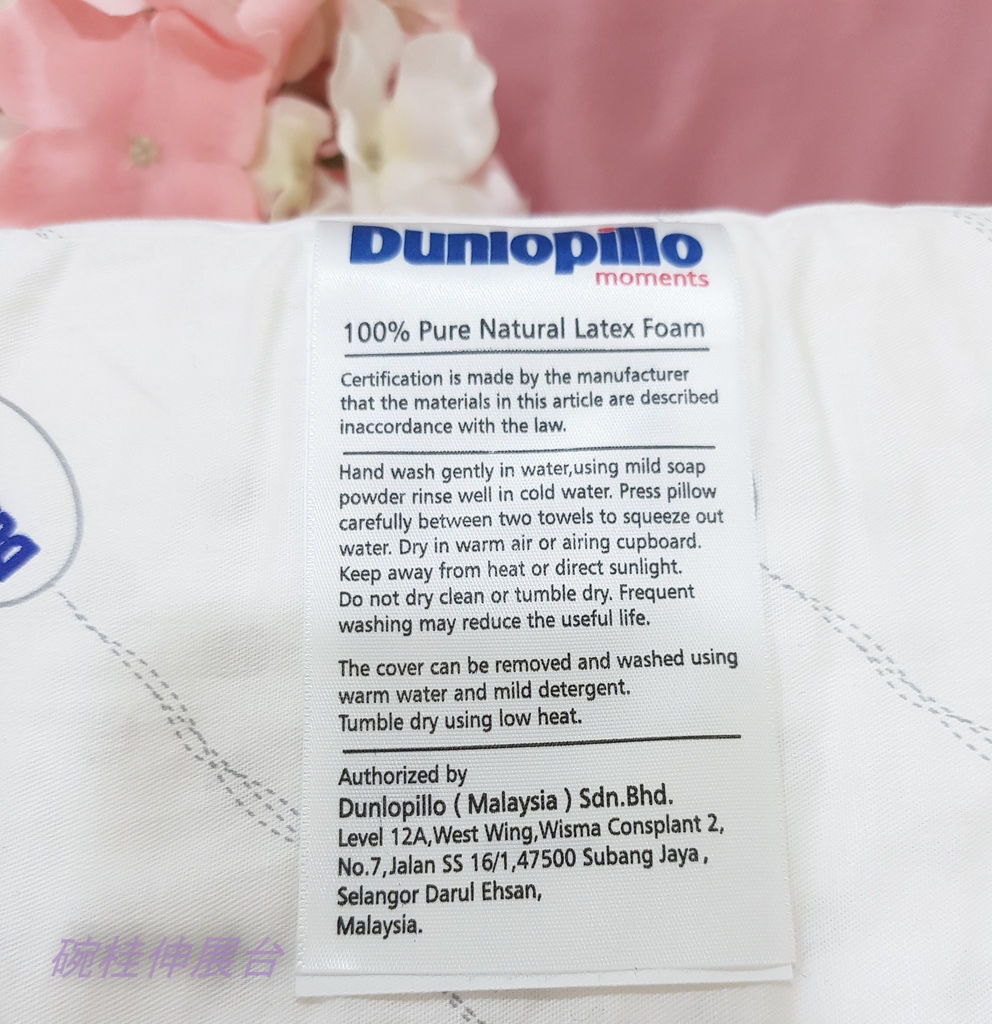 Dunlopillo
moments
100% Pure Natural Latex Foam
Certification is made by the manufacturer
that the materials in this article are described
inaccordance with the law.
Hand wash gently in water,using mild soap
powder rinse well in cold water. Press pillow
carefully between two towels to squeeze out
water. Dry in warm air or airing cupboard.
Keep away from heat or direct sunlight.
Do not dry clean or tumble dry. Frequent
washing may reduce the useful life.
The cover can be removed and washed using
warm water and mild detergent.
Tumble dry using low heat.
Authorized by
Dunlopillo ( Malaysia ) Sdn.Bhd.
Level 12A,West Wing,Wisma Consplant 2,
No.7,Jalan SS 16/1,47500 Subang Jaya,
Selangor Darul Ehsan,
Malaysia.
碗桂伸展台